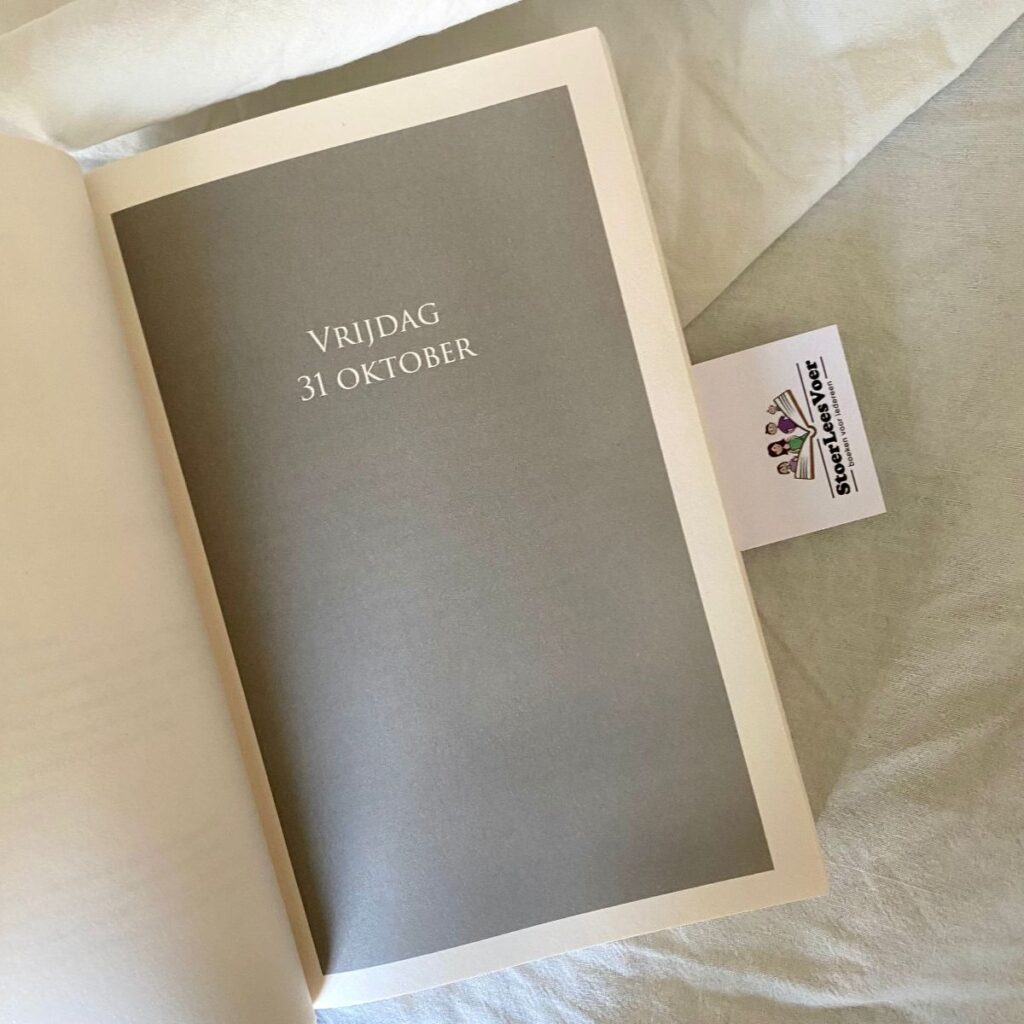 VRIJDAG
31 OKTOBER
StoerLeesVoer
boeken voor iedereen